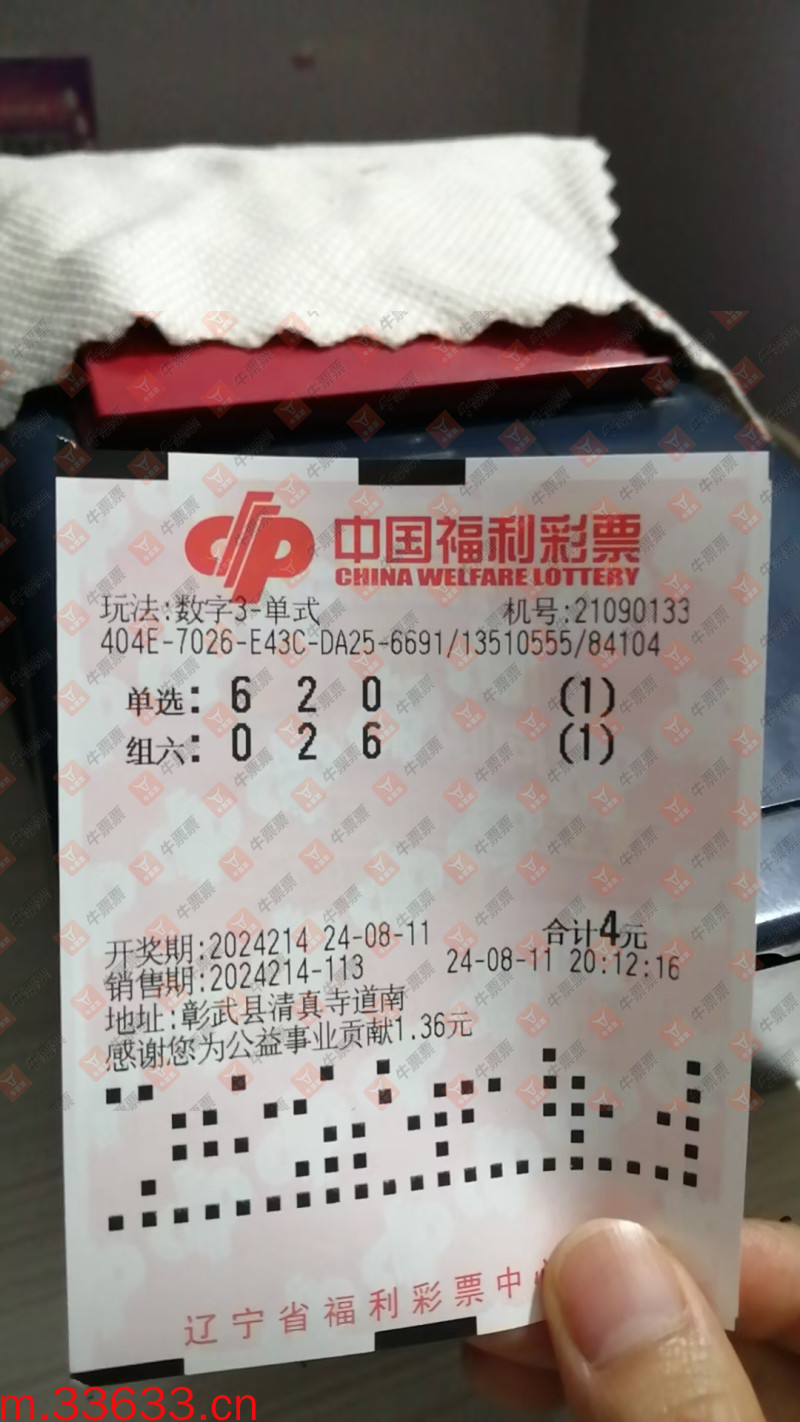 中国福利彩票
CHINA WELFARE LOTTERY
玩法:数字3-单式 机号:21090133
404E-7026-E43C-DA25-6691/13510555/84104
单选: 6 2 0 (1)
组六: 0 2 6 (1)
开奖期:2024214 24-08-11 合计4元
销售期:2024214-113 24-08-11 20:12:16
地址:彰武县清真寺道南
感谢您为公益事业贡献1.36元
辽宁省福利彩票中心
牛票票
m.33633.cn